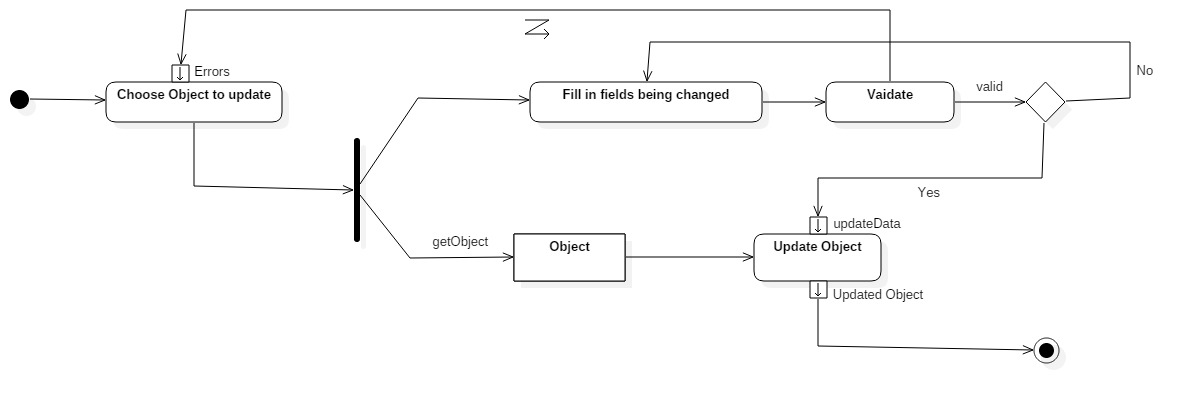 Errors
Choose Object to update
Fill in fields being changed
Vaidate
valid
No
Yes
updateData
getObject
Object
Update Object
Updated Object